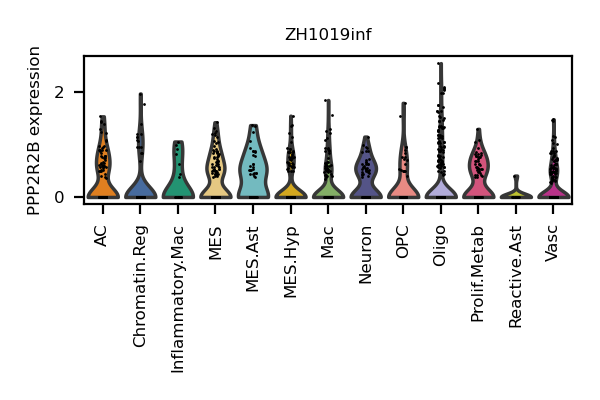 ZH1019inf
PPP2R2B expression
2
0
AC
Chromatin.Reg
Inflammatory.Mac
MES
MES.Ast
MES.Hyp
Mac
Neuron
OPC
Oligo
Prolif.Metab
Reactive.Ast
Vasc